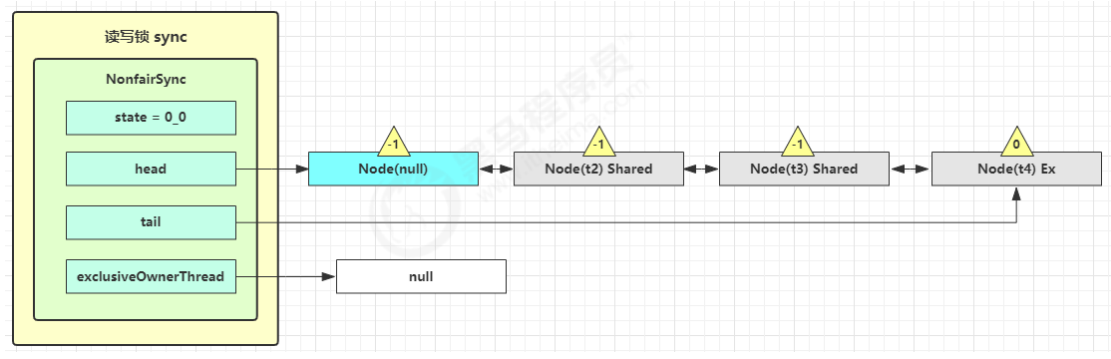 读写锁 sync
NonfairSync
state = 0_0
head
tail
exclusiveOwnerThread
-1
Node(null)
-1
Node(t2) Shared
-1
Node(t3) Shared
0
Node(t4) Ex
null